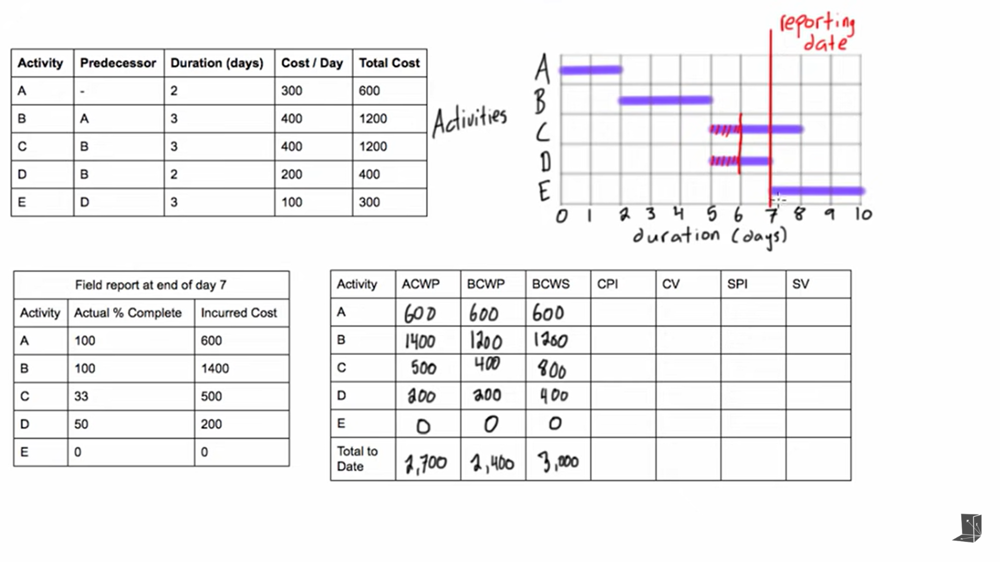 reporting
date
Activity Predecessor Duration (days) Cost / Day Total Cost
A - 2 300 600
B A 3 400 1200
C B 3 400 1200
D B 2 200 400
E D 3 100 300
Activities
A
B
C
D
E
0 1 2 3 4 5 6 7 8 9 10
duration (days)
Field report at end of day 7
Activity Actual % Complete Incurred Cost
A 100 600
B 100 1400
C 33 500
D 50 200
E 0 0
Activity ACWP BCWP BCWS CPI CV SPI SV
A 600 600 600
B 1400 1200 1200
C 500 400 800
D 200 200 400
E 0 0 0
Total to
Date 2,700 2,400 3,000